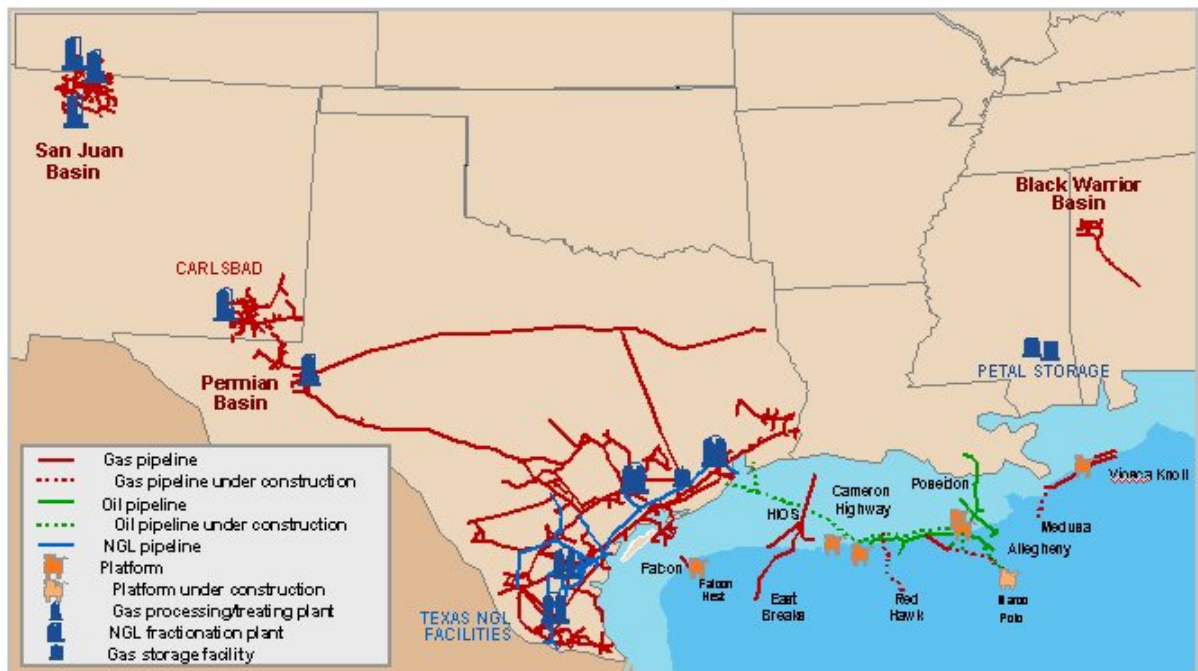 San Juan
Basin
Black Warrior
Basin
CARLSBAD
PETAL STORAGE
Permian
Basin
Gas pipeline
Gas pipeline under construction
Oil pipeline
Oil pipeline under construction
NGL pipeline
Platform
Platform under construction
Gas processing/treating plant
NGL fractionation plant
Gas storage facility
TEXAS NGL
FACILITIES
Falcon
Falcon
Nest
HIOS
East
Breaks
Cameron
Highway
Red
Hawk
Poseidon
Allegheny
Marco
Polo
Medusa
Viosca Knoll